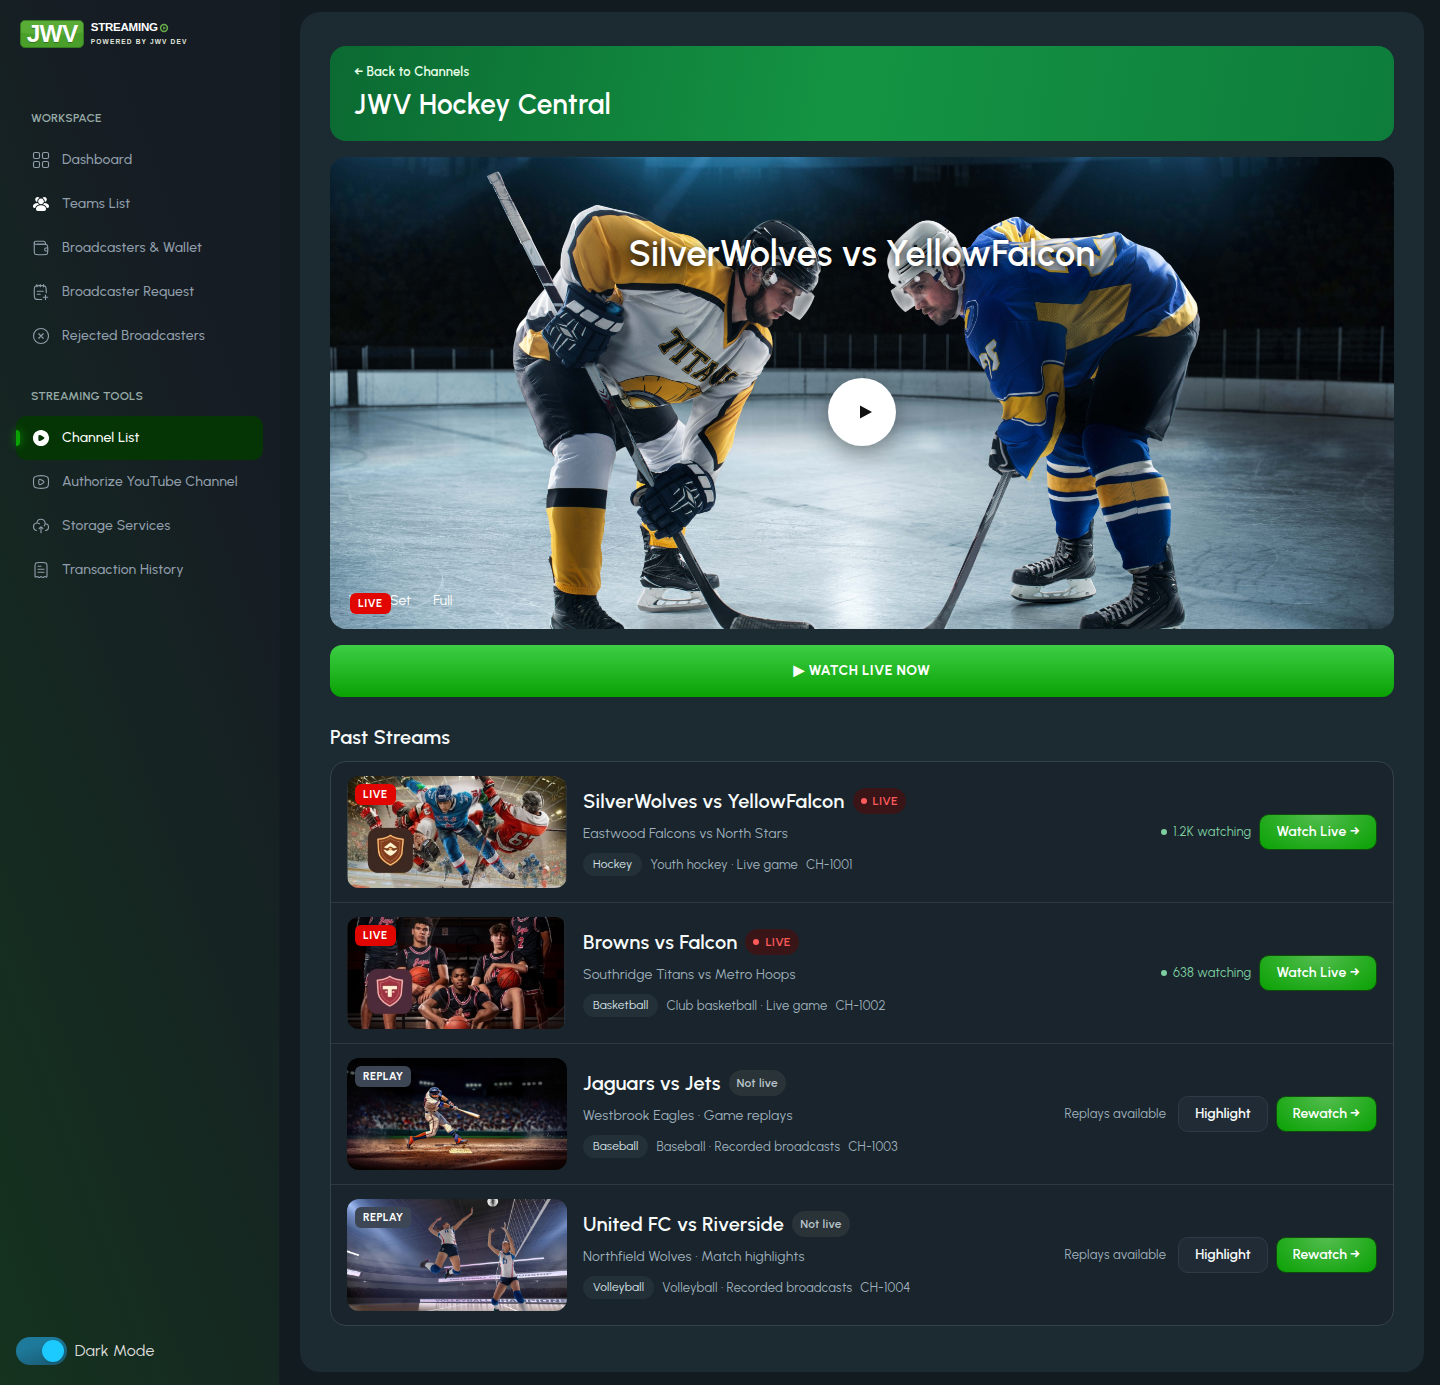 JWV STREAMING
POWERED BY JWV DEV
WORKSPACE
Dashboard
Teams List
Broadcasters & Wallet
Broadcaster Request
Rejected Broadcasters
STREAMING TOOLS
Channel List
Authorize YouTube Channel
Storage Services
Transaction History
Dark Mode
← Back to Channels
JWV Hockey Central
SilverWolves vs YellowFalcon
TITANS
LIVE Set Full
▶ WATCH LIVE NOW
Past Streams
LIVE
SilverWolves vs YellowFalcon LIVE
Eastwood Falcons vs North Stars
Hockey Youth hockey · Live game CH-1001
1.2K watching Watch Live →
LIVE
Browns vs Falcon LIVE
Southridge Titans vs Metro Hoops
Basketball Club basketball · Live game CH-1002
638 watching Watch Live →
REPLAY
Jaguars vs Jets Not live
Westbrook Eagles · Game replays
Baseball Baseball · Recorded broadcasts CH-1003
Replays available Highlight Rewatch →
REPLAY
United FC vs Riverside Not live
Northfield Wolves · Match highlights
Volleyball Volleyball · Recorded broadcasts CH-1004
Replays available Highlight Rewatch →